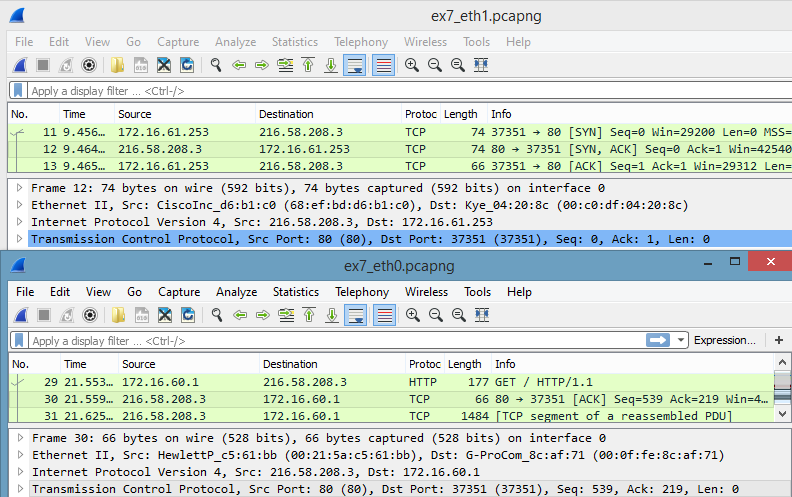 ex7_eth1.pcapng
File Edit View Go Capture Analyze Statistics Telephony Wireless Tools Help
Apply a display filter ... <Ctrl-/>
No. Time Source Destination Protoc Length Info
11 9.456… 172.16.61.253 216.58.208.3 TCP 74 37351 → 80 [SYN] Seq=0 Win=29200 Len=0 MSS=
12 9.464… 216.58.208.3 172.16.61.253 TCP 74 80 → 37351 [SYN, ACK] Seq=0 Ack=1 Win=42540
13 9.465… 172.16.61.253 216.58.208.3 TCP 66 37351 → 80 [ACK] Seq=1 Ack=1 Win=29312 Len=
Frame 12: 74 bytes on wire (592 bits), 74 bytes captured (592 bits) on interface 0
Ethernet II, Src: CiscoInc_d6:b1:c0 (68:ef:bd:d6:b1:c0), Dst: Kye_04:20:8c (00:c0:df:04:20:8c)
Internet Protocol Version 4, Src: 216.58.208.3, Dst: 172.16.61.253
Transmission Control Protocol, Src Port: 80 (80), Dst Port: 37351 (37351), Seq: 0, Ack: 1, Len: 0
ex7_eth0.pcapng
File Edit View Go Capture Analyze Statistics Telephony Wireless Tools Help
Apply a display filter ... <Ctrl-/> Expression… +
No. Time Source Destination Protoc Length Info
29 21.553… 172.16.60.1 216.58.208.3 HTTP 177 GET / HTTP/1.1
30 21.559… 216.58.208.3 172.16.60.1 TCP 66 80 → 37351 [ACK] Seq=539 Ack=219 Win=4…
31 21.625… 216.58.208.3 172.16.60.1 TCP 1484 [TCP segment of a reassembled PDU]
Frame 30: 66 bytes on wire (528 bits), 66 bytes captured (528 bits) on interface 0
Ethernet II, Src: HewlettP_c5:61:bb (00:21:5a:c5:61:bb), Dst: G-ProCom_8c:af:71 (00:0f:fe:8c:af:71)
Internet Protocol Version 4, Src: 216.58.208.3, Dst: 172.16.60.1
Transmission Control Protocol, Src Port: 80 (80), Dst Port: 37351 (37351), Seq: 539, Ack: 219, Len: 0